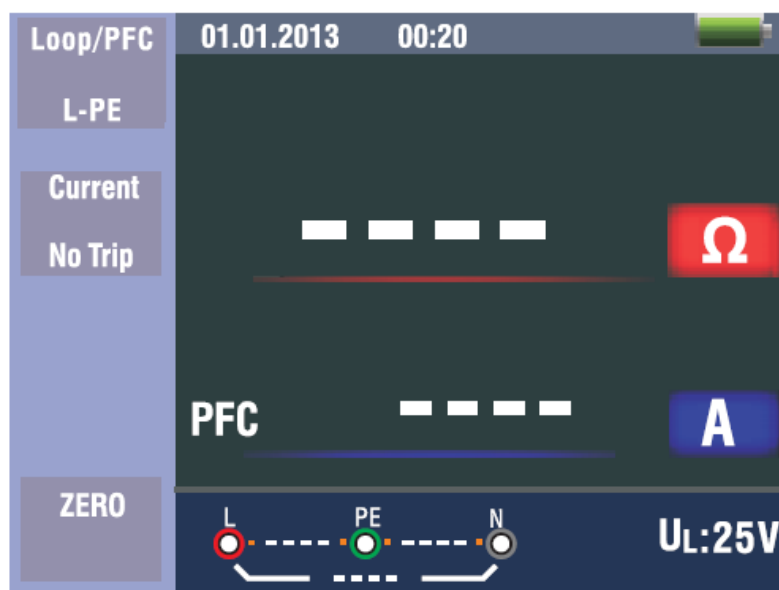 Loop/PFC
L-PE
Current
No Trip
ZERO
01.01.2013 00:20
- - - - Ω
PFC - - - - A
L PE N
- - - - - - - -
- - - -
UL:25V